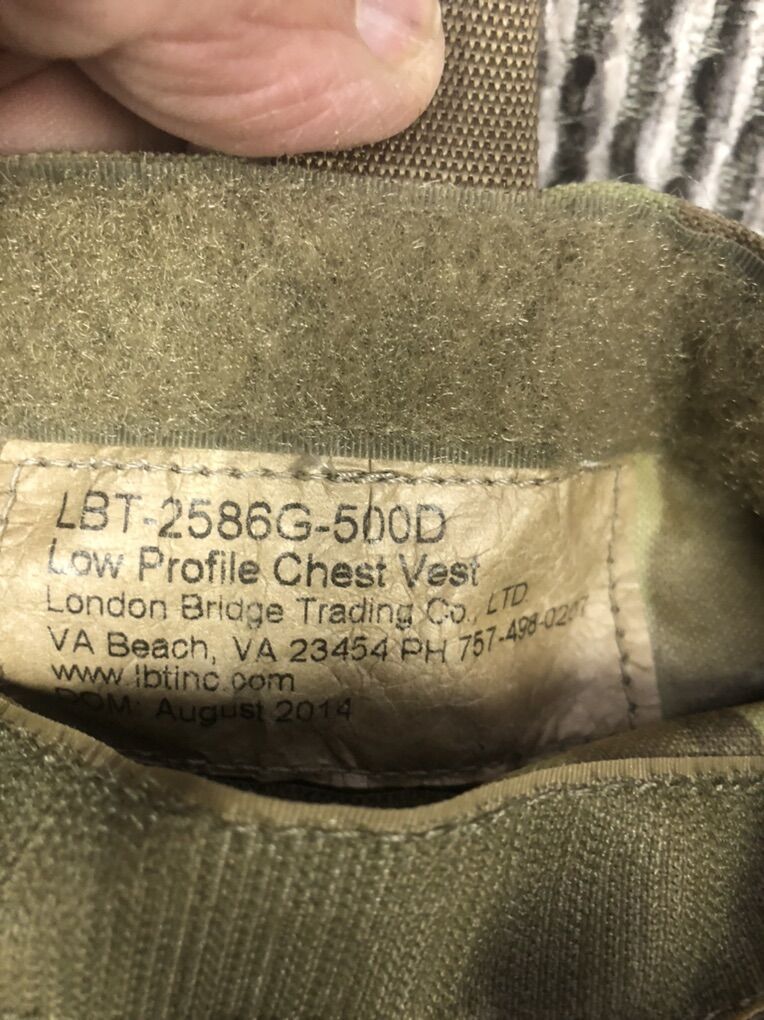 LBT-2586G-500D
Low Profile Chest Vest
London Bridge Trading Co., LTD
VA Beach, VA 23454 PH 757-498-0207
www.lbtinc.com
DOM: August 2014